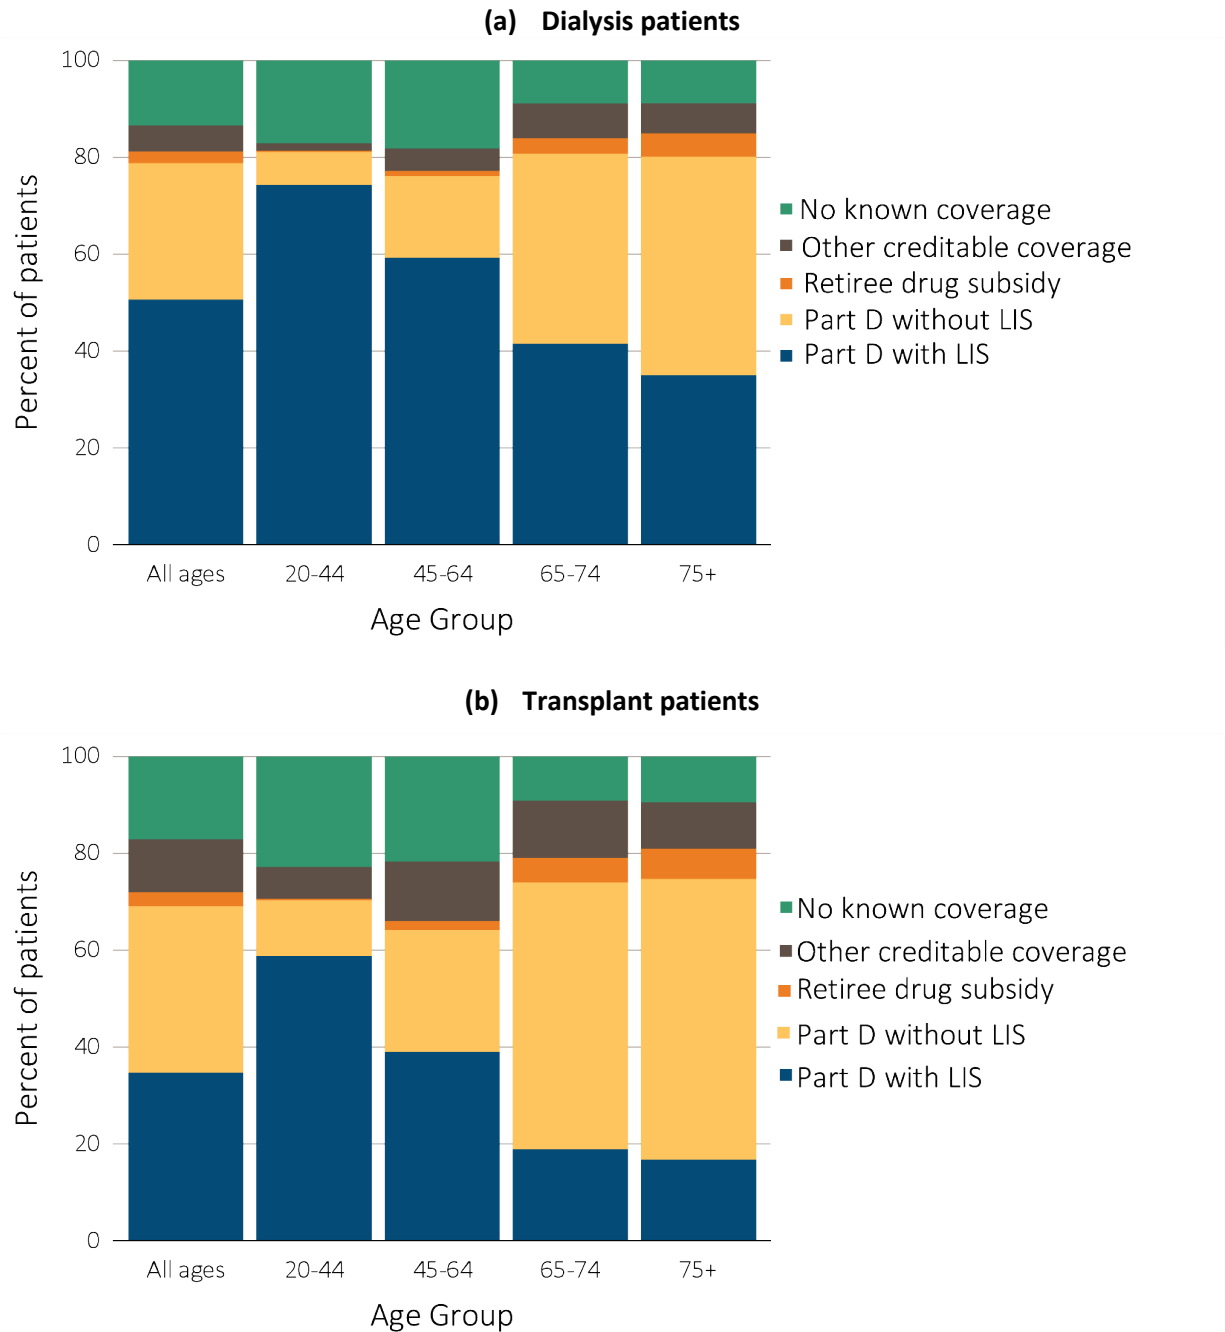 (a) Dialysis patients
Percent of patients
100
80
60
40
20
0
All ages 20-44 45-64 65-74 75+
Age Group
No known coverage
Other creditable coverage
Retiree drug subsidy
Part D without LIS
Part D with LIS
(b) Transplant patients
Percent of patients
100
80
60
40
20
0
All ages 20-44 45-64 65-74 75+
Age Group
No known coverage
Other creditable coverage
Retiree drug subsidy
Part D without LIS
Part D with LIS